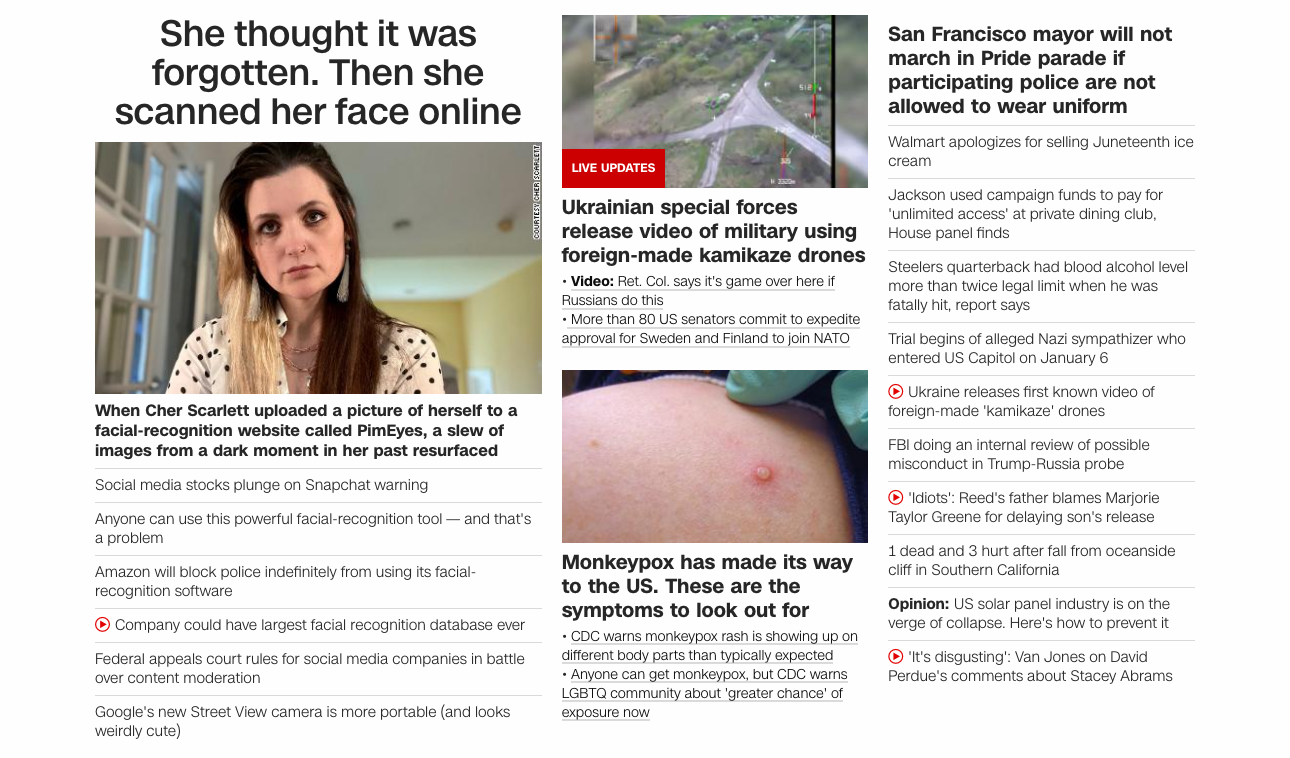 She thought it was
forgotten. Then she
scanned her face online
COURTESY CHER SCARLETT
When Cher Scarlett uploaded a picture of herself to a
facial-recognition website called PimEyes, a slew of
images from a dark moment in her past resurfaced
Social media stocks plunge on Snapchat warning
Anyone can use this powerful facial-recognition tool — and that's
a problem
Amazon will block police indefinitely from using its facial-
recognition software
Company could have largest facial recognition database ever
Federal appeals court rules for social media companies in battle
over content moderation
Google's new Street View camera is more portable (and looks
weirdly cute)
LIVE UPDATES
Ukrainian special forces
release video of military using
foreign-made kamikaze drones
• Video: Ret. Col. says it's game over here if
Russians do this
• More than 80 US senators commit to expedite
approval for Sweden and Finland to join NATO
Monkeypox has made its way
to the US. These are the
symptoms to look out for
• CDC warns monkeypox rash is showing up on
different body parts than typically expected
• Anyone can get monkeypox, but CDC warns
LGBTQ community about 'greater chance' of
exposure now
San Francisco mayor will not
march in Pride parade if
participating police are not
allowed to wear uniform
Walmart apologizes for selling Juneteenth ice
cream
Jackson used campaign funds to pay for
'unlimited access' at private dining club,
House panel finds
Steelers quarterback had blood alcohol level
more than twice legal limit when he was
fatally hit, report says
Trial begins of alleged Nazi sympathizer who
entered US Capitol on January 6
Ukraine releases first known video of
foreign-made 'kamikaze' drones
FBI doing an internal review of possible
misconduct in Trump-Russia probe
'Idiots': Reed's father blames Marjorie
Taylor Greene for delaying son's release
1 dead and 3 hurt after fall from oceanside
cliff in Southern California
Opinion: US solar panel industry is on the
verge of collapse. Here's how to prevent it
'It's disgusting': Van Jones on David
Perdue's comments about Stacey Abrams